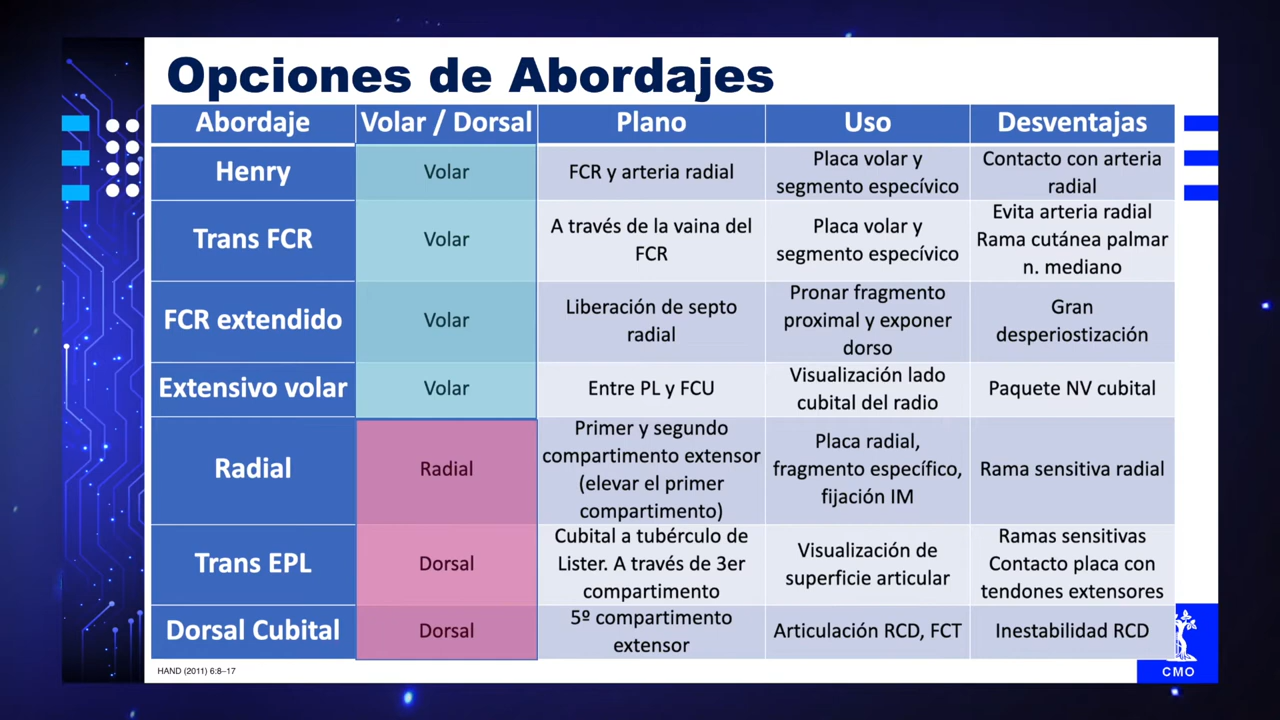 Opciones de Abordajes
Abordaje
Volar / Dorsal
Plano
Uso
Desventajas
Henry
Volar
FCR y arteria radial
Placa volar y
segmento especívico
Contacto con arteria
radial
Trans FCR
Volar
A través de la vaina del
FCR
Placa volar y
segmento especívico
Evita arteria radial
Rama cutánea palmar
n. mediano
FCR extendido
Volar
Liberación de septo
radial
Pronar fragmento
proximal y exponer
dorso
Gran
desperiostización
Extensivo volar
Volar
Entre PL y FCU
Visualización lado
cubital del radio
Paquete NV cubital
Radial
Radial
Primer y segundo
compartimento extensor
(elevar el primer
compartimento)
Placa radial,
fragmento específico,
fijación IM
Rama sensitiva radial
Trans EPL
Dorsal
Cubital a tubérculo de
Lister. A través de 3er
compartimento
Visualización de
superficie articular
Ramas sensitivas
Contacto placa con
tendones extensores
Dorsal Cubital
Dorsal
5º compartimento
extensor
Articulación RCD, FCT
Inestabilidad RCD
HAND (2011) 6:8–17
CMO